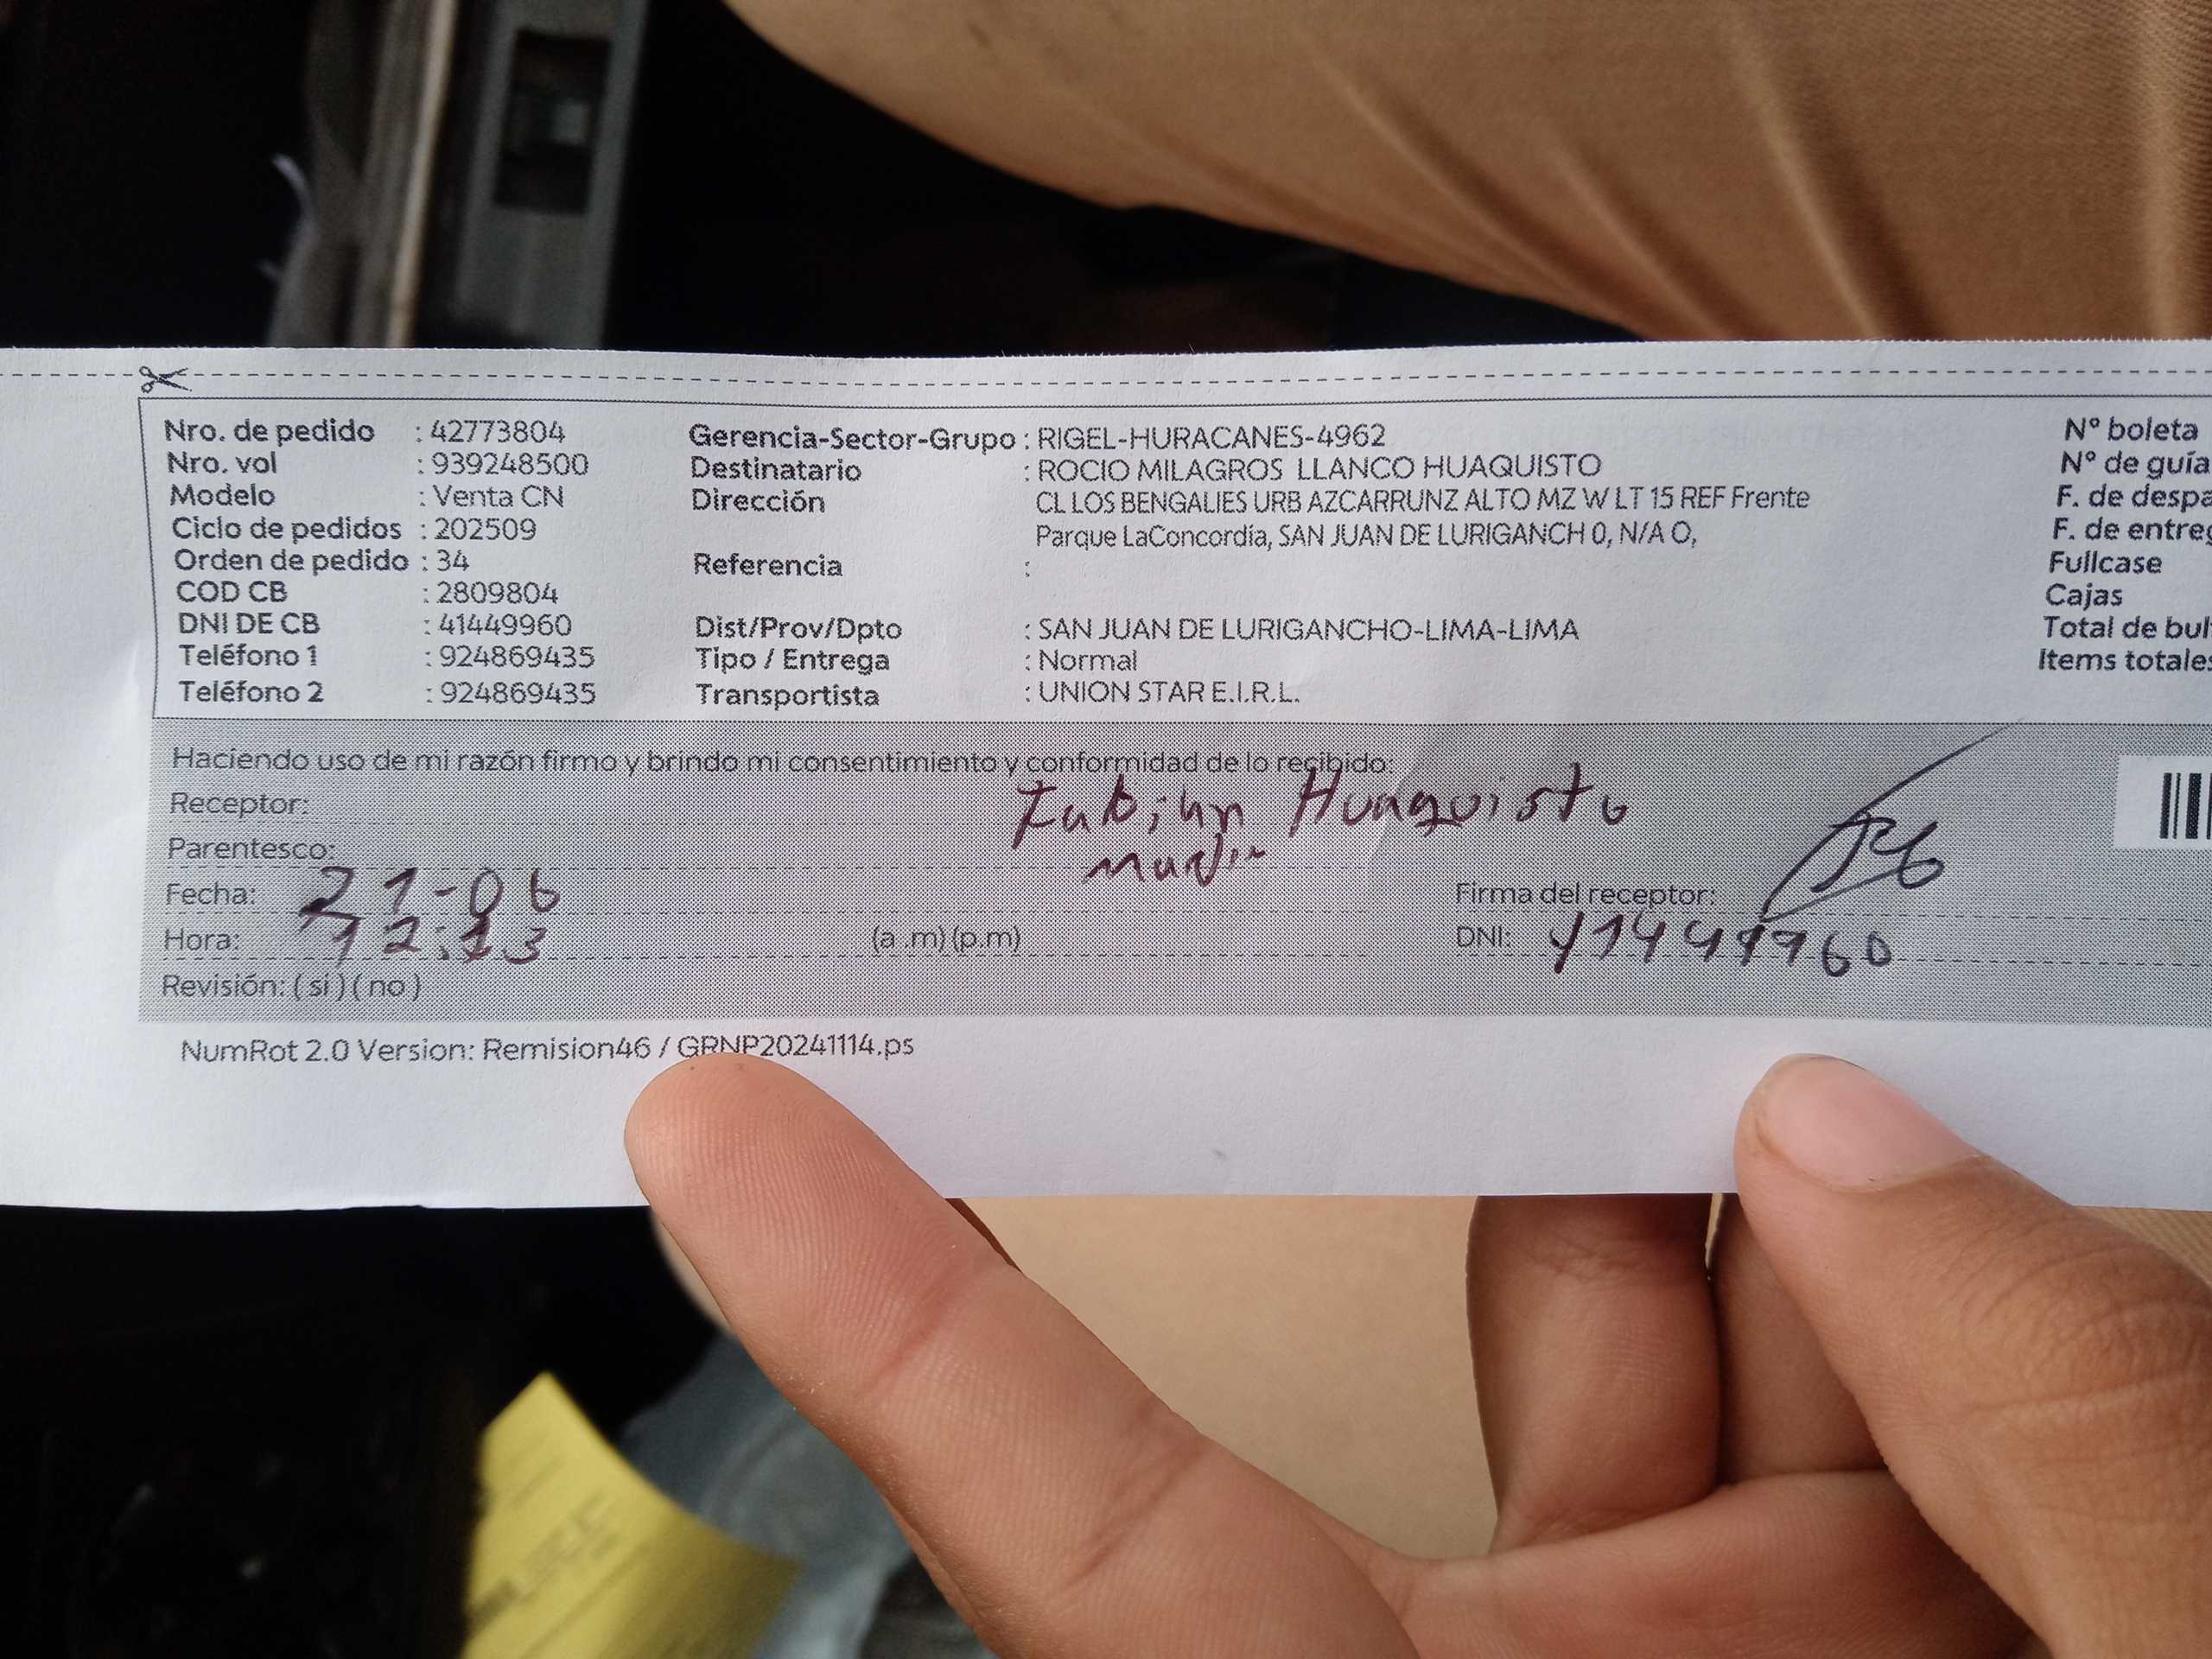 Nro. de pedido : 42773804
Nro. vol : 939248500
Modelo : Venta CN
Ciclo de pedidos : 202509
Orden de pedido : 34
COD CB : 2809804
DNI DE CB : 41449960
Teléfono 1 : 924869435
Teléfono 2 : 924869435
Gerencia-Sector-Grupo : RIGEL-HURACANES-4962
Destinatario : ROCIO MILAGROS LLANCO HUAQUISTO
Dirección CL LOS BENGALIES URB AZCARRUNZ ALTO MZ W LT 15 REF Frente
Parque LaConcordia, SAN JUAN DE LURIGANCH 0, N/A O,
Referencia :
Dist/Prov/Dpto : SAN JUAN DE LURIGANCHO-LIMA-LIMA
Tipo / Entrega : Normal
Transportista : UNION STAR E.I.R.L.
N° boleta
N° de guía
F. de despa
F. de entreg
Fullcase
Cajas
Total de bul
Items totales
Haciendo uso de mi razón firmo y brindo mi consentimiento y conformidad de lo recibido:
Receptor: Fabian Huaquisto
Parentesco:
Fecha: 21-06
Firma del receptor:
Hora: 12:13 (a .m) (p.m)
DNI:
Revisión: ( si ) ( no )
NumRot 2.0 Version: Remision46 / GRNP20241114.ps